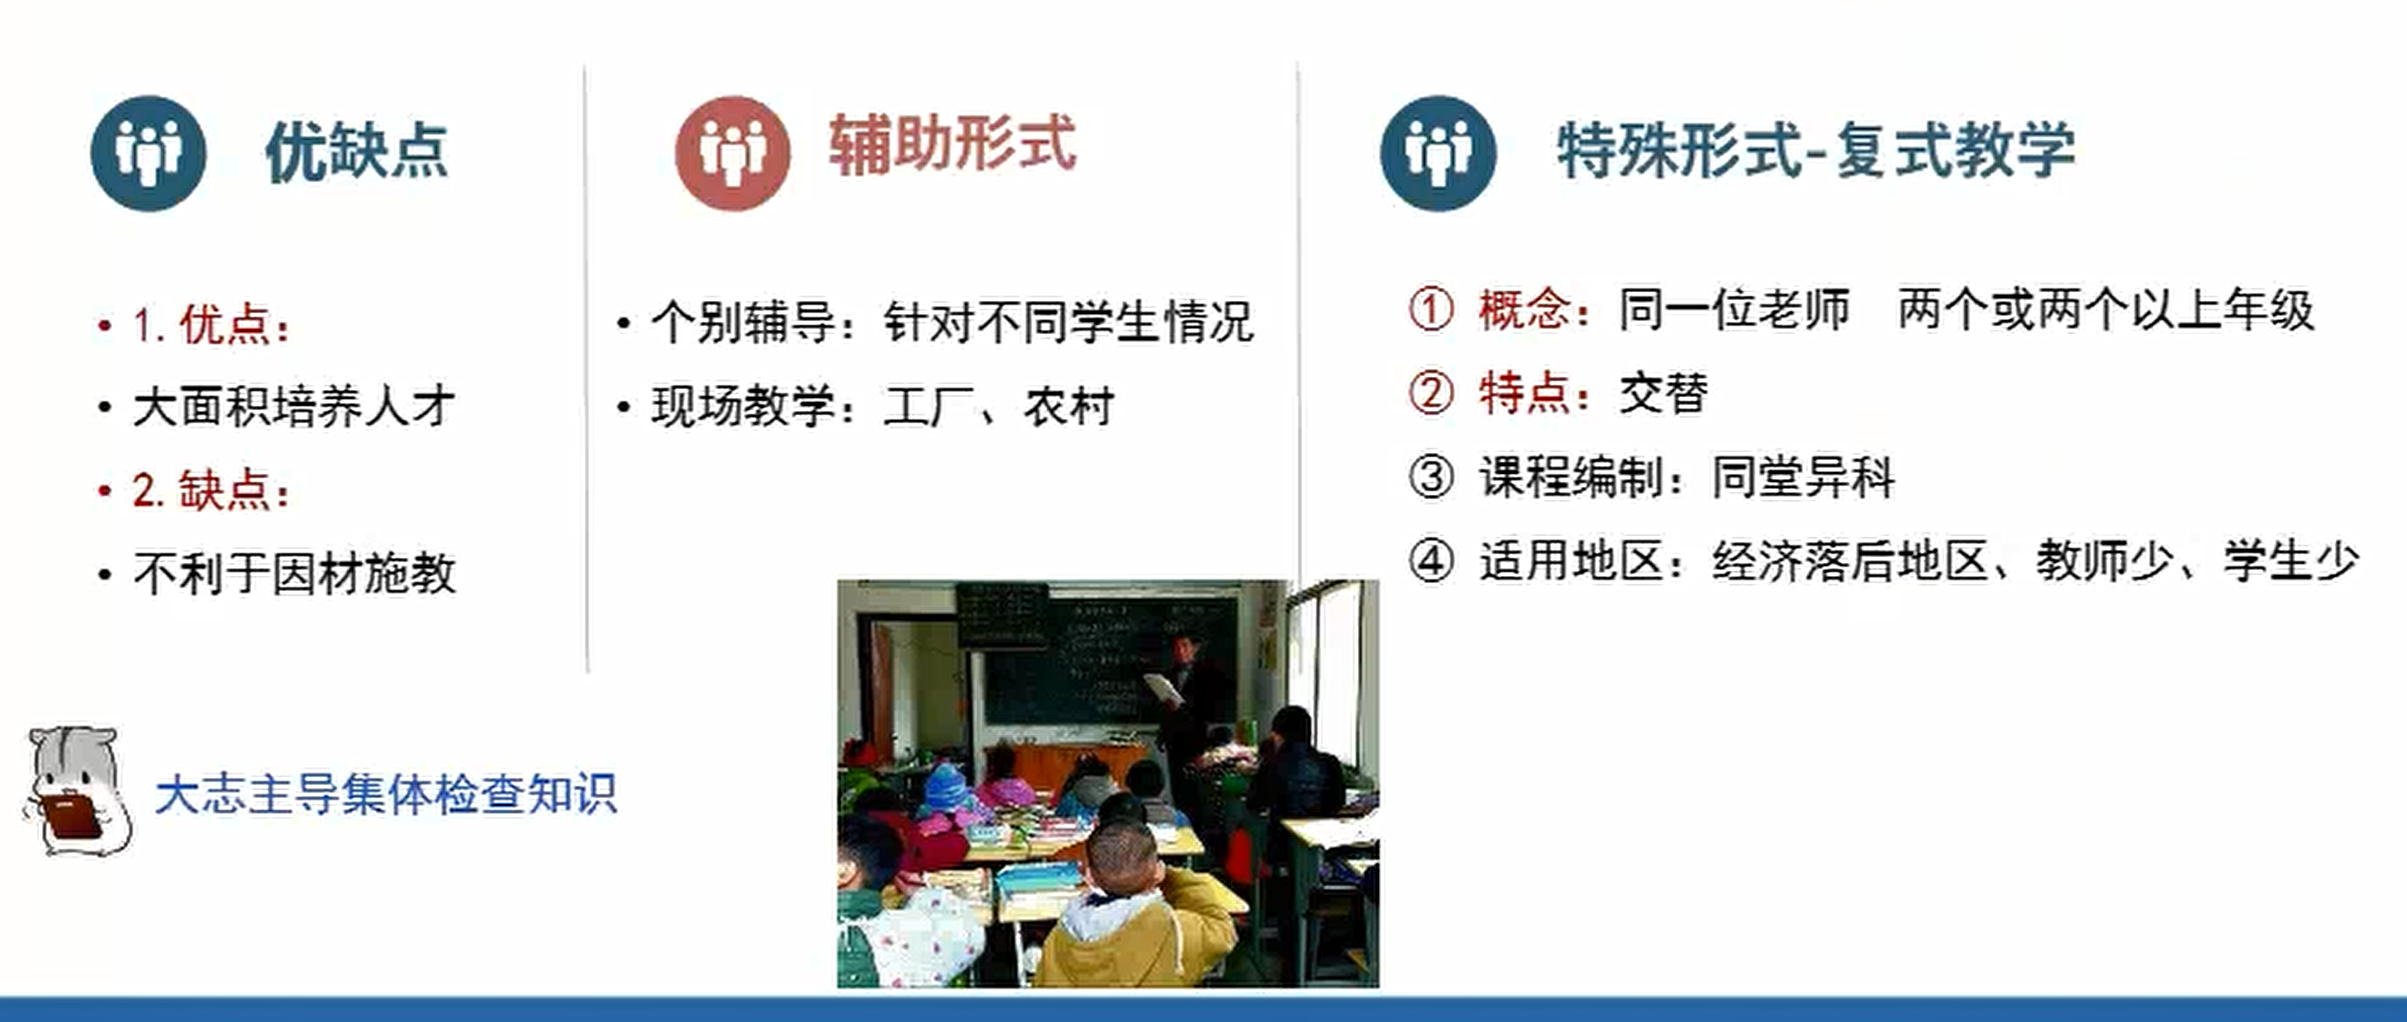 优缺点
• 1. 优点：
• 大面积培养人才
• 2. 缺点：
• 不利于因材施教
辅助形式
• 个别辅导：针对不同学生情况
• 现场教学：工厂、农村
特殊形式-复式教学
① 概念：同一位老师 两个或两个以上年级
② 特点：交替
③ 课程编制：同堂异科
④ 适用地区：经济落后地区、教师少、学生少
大志主导集体检查知识